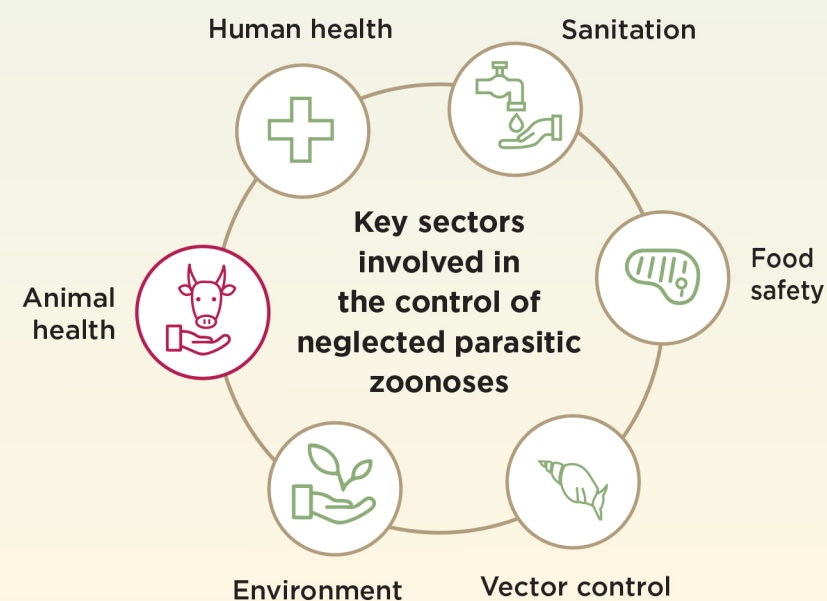 Human health
Sanitation
Key sectors
involved in
the control of
neglected parasitic
zoonoses
Food
safety
Animal
health
Environment
Vector control